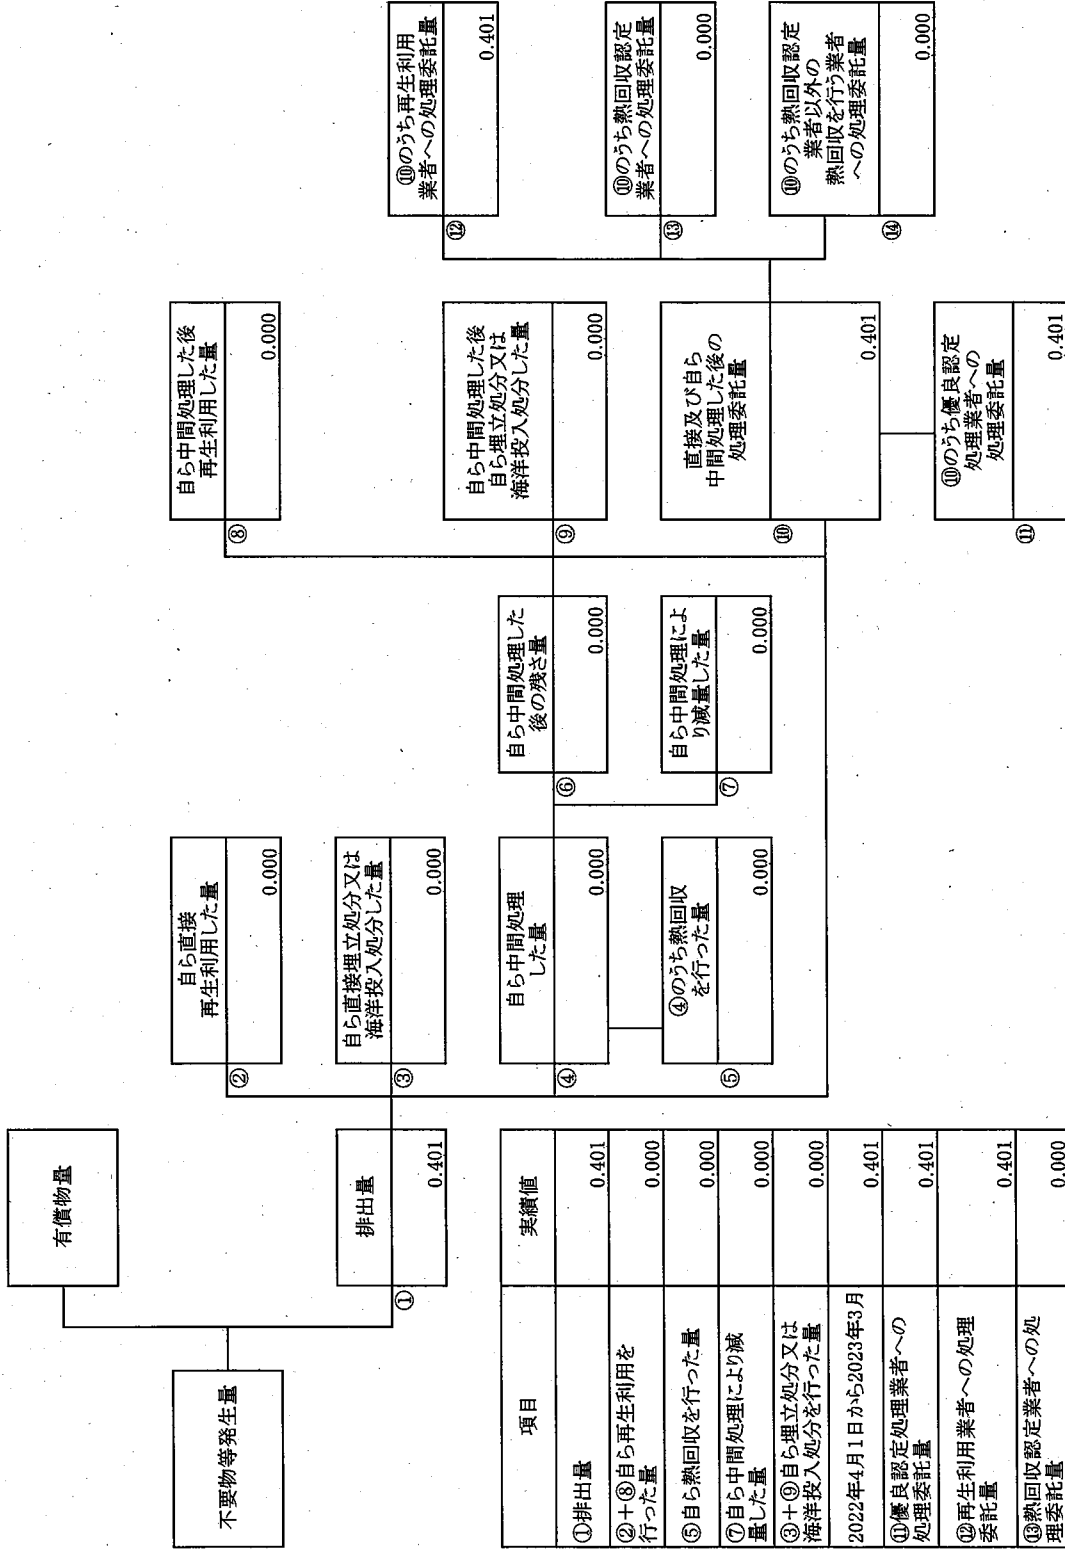 不要物等発生量
有償物量
排出量
①
0.401
②
自ら直接
再生利用した量
0.000
③
自ら直接埋立処分又は
海洋投入処分した量
0.000
④
自ら中間処理
した量
0.000
⑤
④のうち熱回収
を行った量
0.000
⑥
自ら中間処理した
後の残さ量
0.000
⑦
自ら中間処理によ
り減量した量
0.000
⑧
自ら中間処理した後
再生利用した量
0.000
⑨
自ら中間処理した後
自ら埋立処分又は
海洋投入処分した量
0.000
⑩
直接及び自ら
中間処理した後の
処理委託量
0.401
⑪
⑩のうち優良認定
処理業者への
処理委託量
0.401
⑫
⑩のうち再生利用
業者への処理委託量
0.401
⑬
⑩のうち熱回収認定
業者への処理委託量
0.000
⑭
⑩のうち熱回収認定
業者以外の
熱回収を行う業者
への処理委託量
0.000
項目 実績値
①排出量 0.401
②+⑧自ら再生利用を
行った量 0.000
⑤自ら熱回収を行った量 0.000
⑦自ら中間処理により減
量した量 0.000
③+⑨自ら埋立処分又は
海洋投入処分を行った量 0.000
2022年4月1日から2023年3月 0.401
⑪優良認定処理業者への
処理委託量 0.401
⑫再生利用業者への処理
委託量 0.401
⑬熱回収認定業者への処
理委託量 0.000